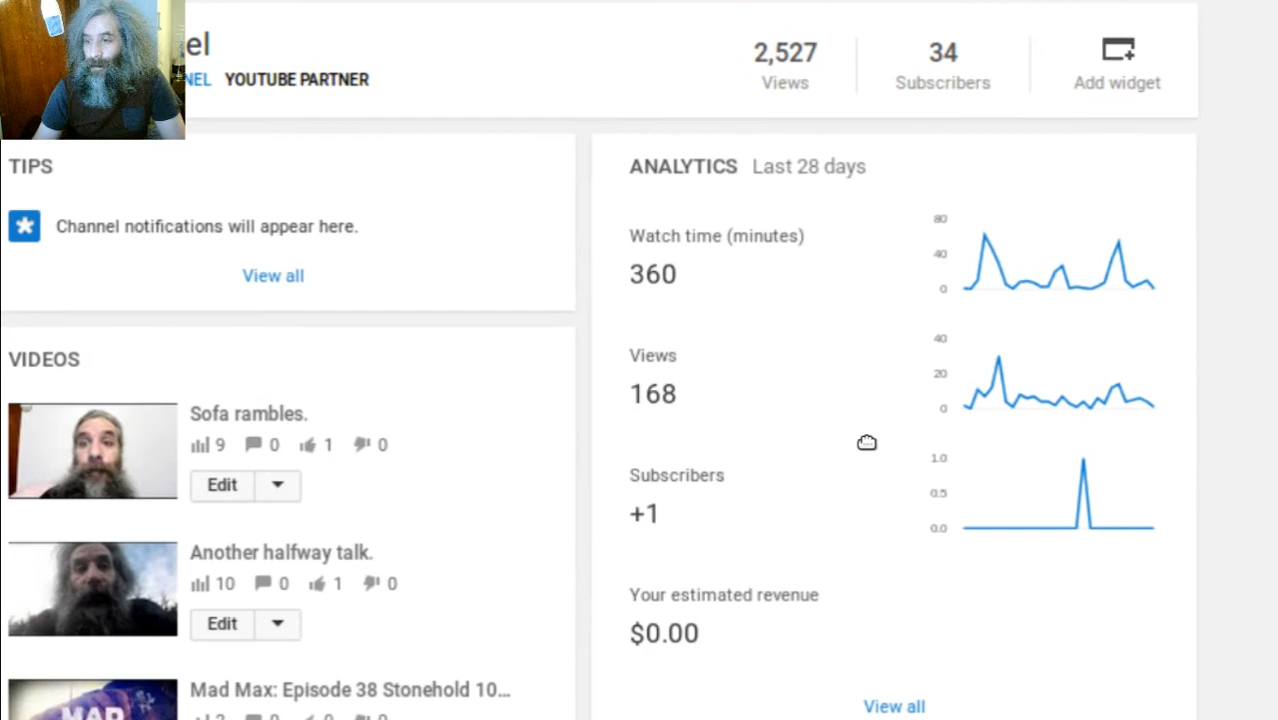 el
2,527
Views
34
Subscribers
Add widget
NEL YOUTUBE PARTNER
TIPS
Channel notifications will appear here.
View all
VIDEOS
Sofa rambles.
9 0 1 0
Edit
Another halfway talk.
10 0 1 0
Edit
Mad Max: Episode 38 Stonehold 10...
MAD
ANALYTICS Last 28 days
Watch time (minutes)
360
80
40
0
Views
168
40
20
0
Subscribers
+1
1.0
0.5
0.0
Your estimated revenue
$0.00
View all